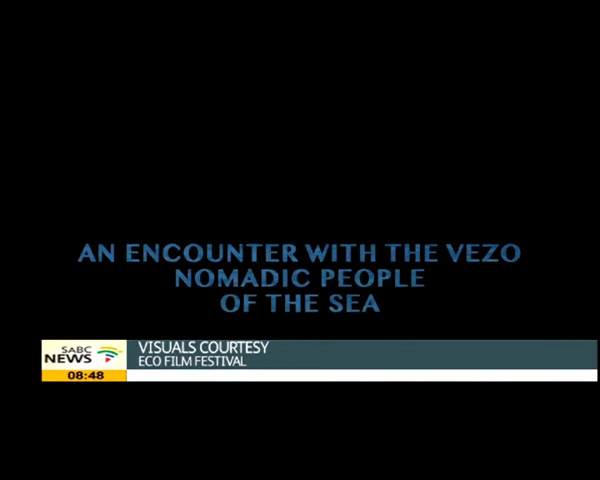 AN ENCOUNTER WITH THE VEZO
NOMADIC PEOPLE
OF THE SEA
SABC
NEWS
VISUALS COURTESY
ECO FILM FESTIVAL
08:48